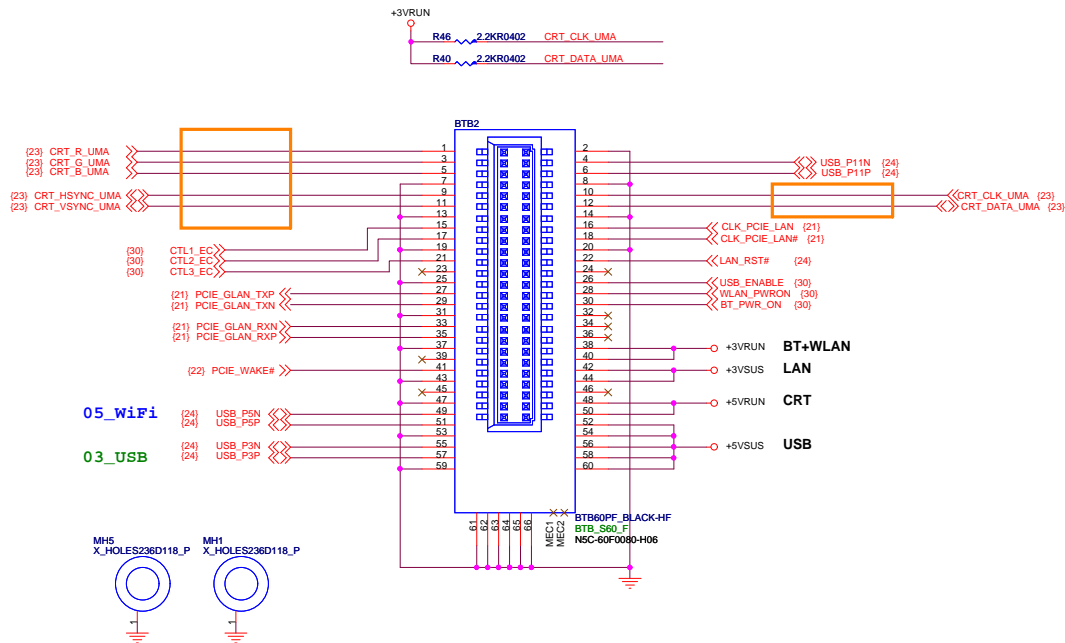 +3VRUN
R46 2.2KR0402 CRT_CLK_UMA
R40 2.2KR0402 CRT_DATA_UMA
BTB2
{23} CRT_R_UMA 1 2
{23} CRT_G_UMA 3 4 USB_P11N {24}
{23} CRT_B_UMA 5 6 USB_P11P {24}
7 8
{23} CRT_HSYNC_UMA 9 10 CRT_CLK_UMA {23}
{23} CRT_VSYNC_UMA 11 12 CRT_DATA_UMA {23}
13 14
15 16 CLK_PCIE_LAN {21}
17 18 CLK_PCIE_LAN# {21}
{30} CTL1_EC 19 20
{30} CTL2_EC 21 22 LAN_RST# {24}
{30} CTL3_EC 23 24
25 26 USB_ENABLE {30}
{21} PCIE_GLAN_TXP 27 28 WLAN_PWRON {30}
{21} PCIE_GLAN_TXN 29 30 BT_PWR_ON {30}
31 32
{21} PCIE_GLAN_RXN 33 34
{21} PCIE_GLAN_RXP 35 36
37 38 +3VRUN BT+WLAN
39 40
{22} PCIE_WAKE# 41 42 +3VSUS LAN
43 44
45 46
47 48 +5VRUN CRT
05_WiFi {24} USB_P5N 49 50
{24} USB_P5P 51 52
53 54
03_USB {24} USB_P3N 55 56 +5VSUS USB
{24} USB_P3P 57 58
59 60
61 62 63 64 65 66 MEC1 MEC2
BTB60PF_BLACK-HF
BTB_S60_F
N5C-60F0080-H06
MH5 MH1
X_HOLES236D118_P X_HOLES236D118_P
1 1